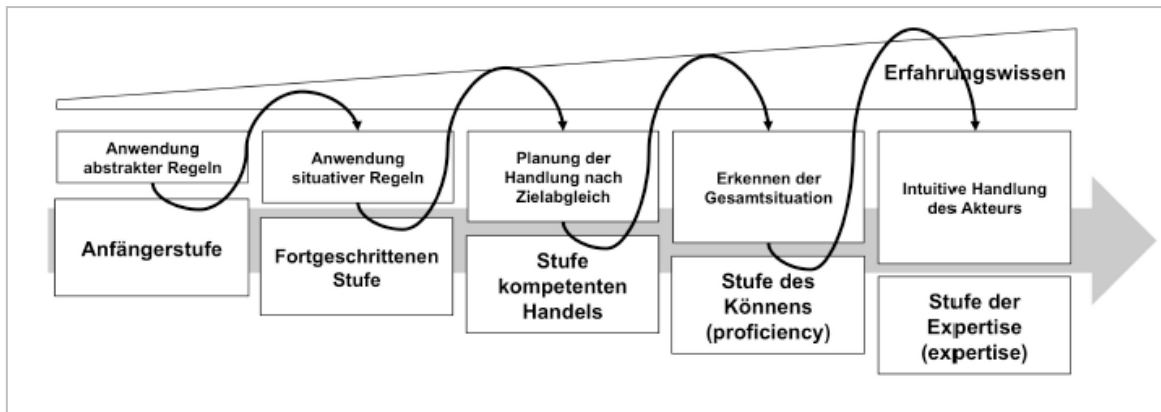 Erfahrungswissen
Anwendung
abstrakter Regeln
Anfängerstufe
Anwendung
situativer Regeln
Fortgeschrittenen
Stufe
Planung der
Handlung nach
Zielabgleich
Stufe
kompetenten
Handels
Erkennen der
Gesamtsituation
Stufe des
Könnens
(proficiency)
Intuitive Handlung
des Akteurs
Stufe der
Expertise
(expertise)